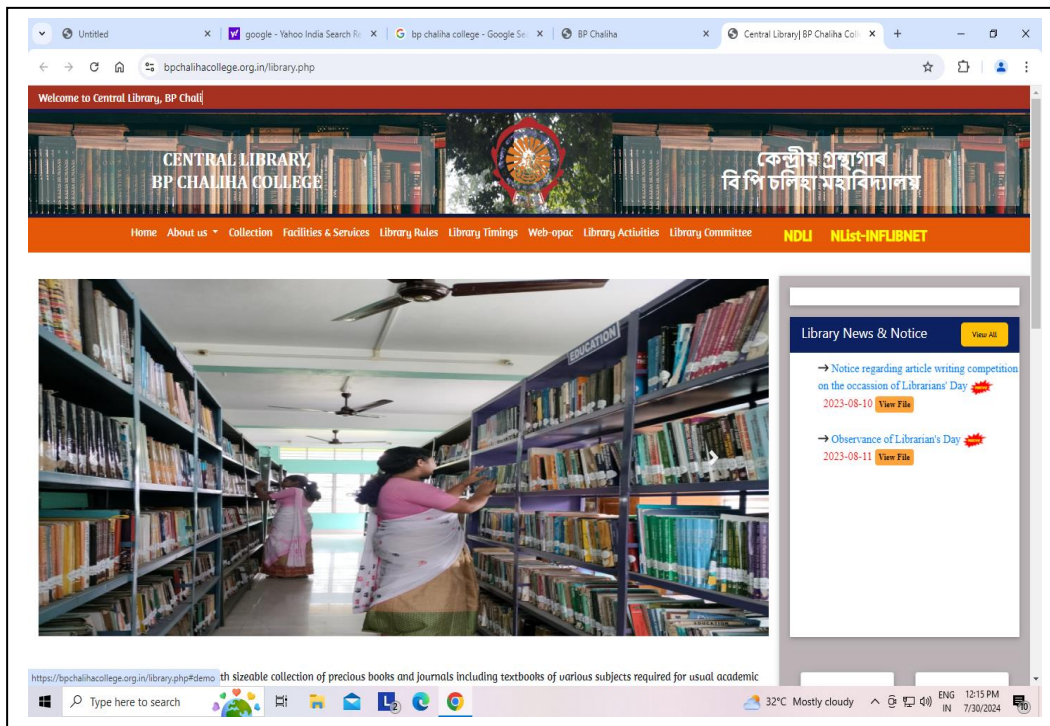 Untitled
google - Yahoo India Search Re
bp chaliha college - Google Se
BP Chaliha
Central Library| BP Chaliha Coll
bpchalihacollege.org.in/library.php
Welcome to Central Library, BP Chali
CENTRAL LIBRARY,
BP CHALIHA COLLEGE
কেন্দ্ৰীয় গ্ৰন্থাগাৰ
বি পি চলিহা মহাবিদ্যালয়
Home About us Collection Facilities & Services Library Rules Library Timings Web-opac Library Activities Library Committee NDLI NList-INFLIBNET
EDUCATION
Library News & Notice
View All
→ Notice regarding article writing competition
on the occassion of Librarians' Day
2023-08-10 View File
→ Observance of Librarian's Day
2023-08-11 View File
EDUCATION
https://bpchalihacollege.org.in/library.php#demo
th sizeable collection of precious books and journals including textbooks of various subjects required for usual academic
Type here to search
32°C Mostly cloudy
ENG
IN
12:15 PM
7/30/2024